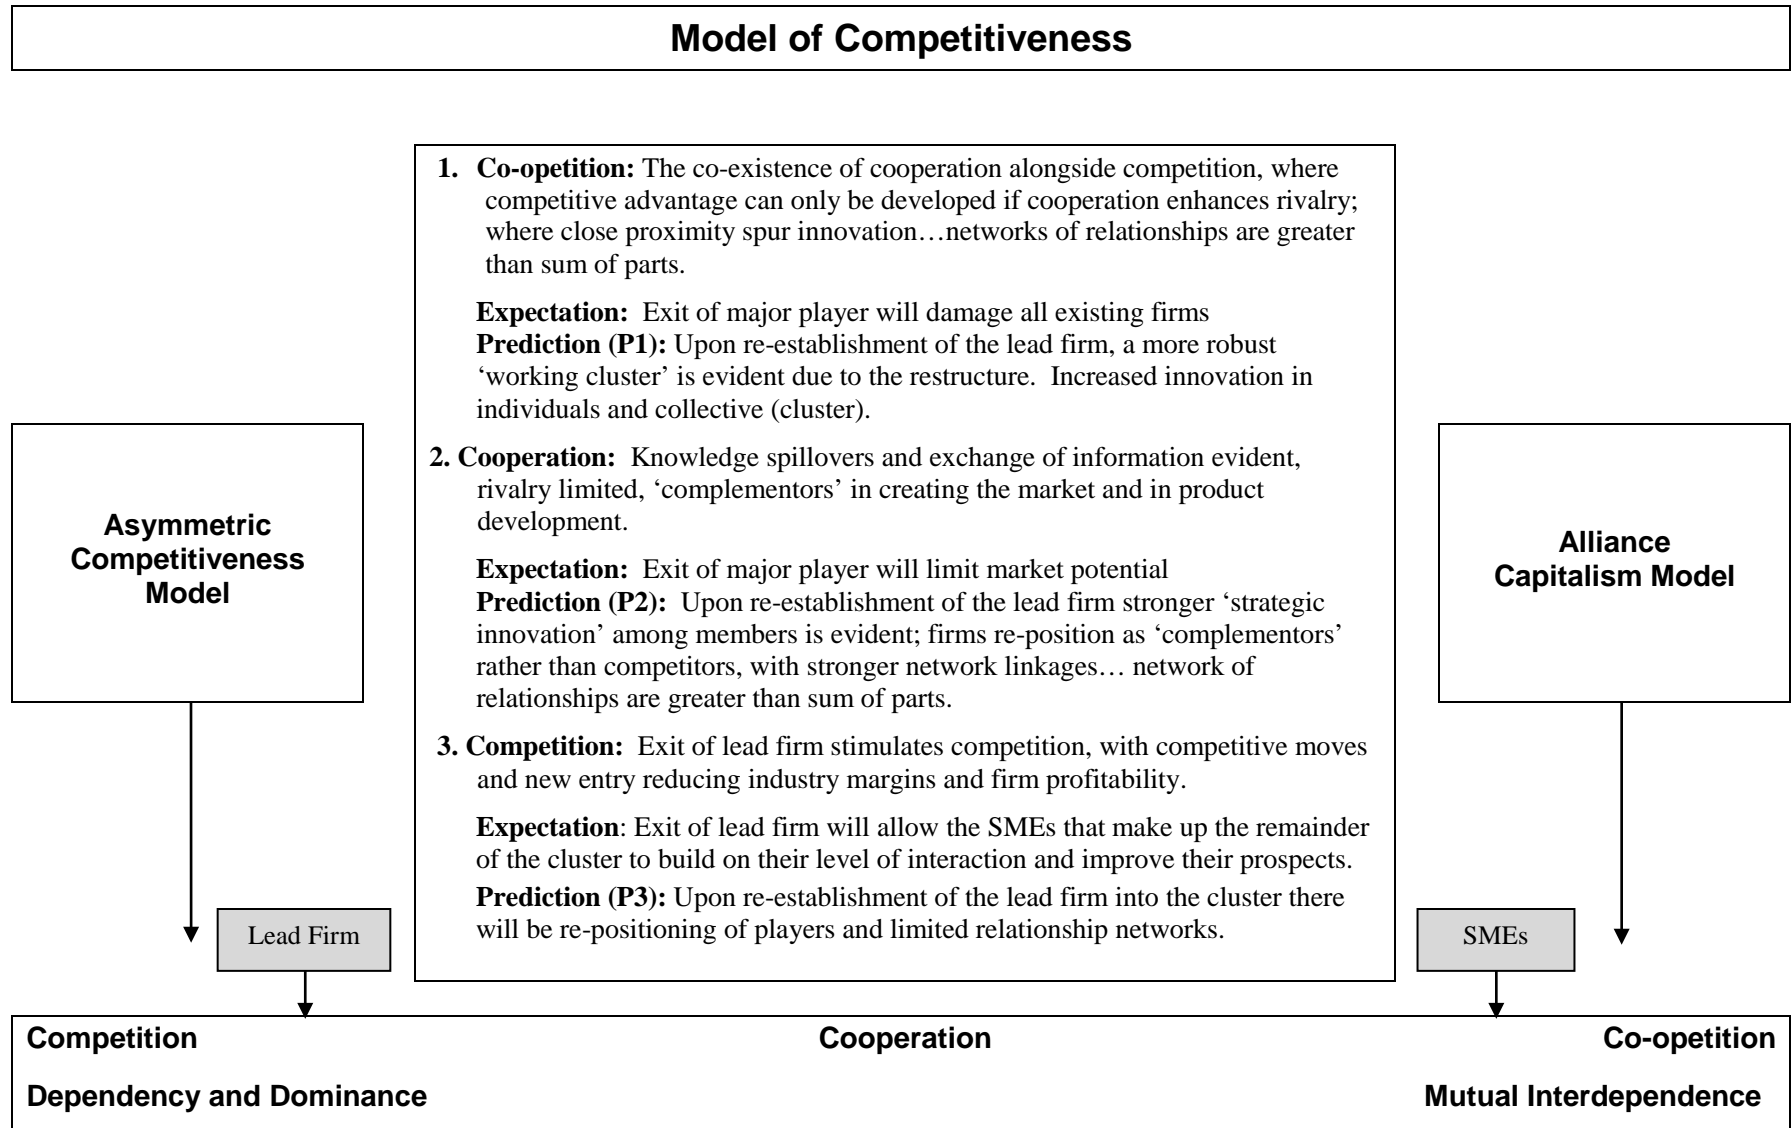 Model of Competitiveness
1. Co-opetition: The co-existence of cooperation alongside competition, where
competitive advantage can only be developed if cooperation enhances rivalry;
where close proximity spur innovation…networks of relationships are greater
than sum of parts.
Expectation: Exit of major player will damage all existing firms
Prediction (P1): Upon re-establishment of the lead firm, a more robust
‘working cluster’ is evident due to the restructure. Increased innovation in
individuals and collective (cluster).
2. Cooperation: Knowledge spillovers and exchange of information evident,
rivalry limited, ‘complementors’ in creating the market and in product
development.
Expectation: Exit of major player will limit market potential
Prediction (P2): Upon re-establishment of the lead firm stronger ‘strategic
innovation’ among members is evident; firms re-position as ‘complementors’
rather than competitors, with stronger network linkages… network of
relationships are greater than sum of parts.
3. Competition: Exit of lead firm stimulates competition, with competitive moves
and new entry reducing industry margins and firm profitability.
Expectation: Exit of lead firm will allow the SMEs that make up the remainder
of the cluster to build on their level of interaction and improve their prospects.
Prediction (P3): Upon re-establishment of the lead firm into the cluster there
will be re-positioning of players and limited relationship networks.
Asymmetric
Competitiveness
Model
Alliance
Capitalism Model
Lead Firm
SMEs
Competition
Cooperation
Co-opetition
Dependency and Dominance
Mutual Interdependence